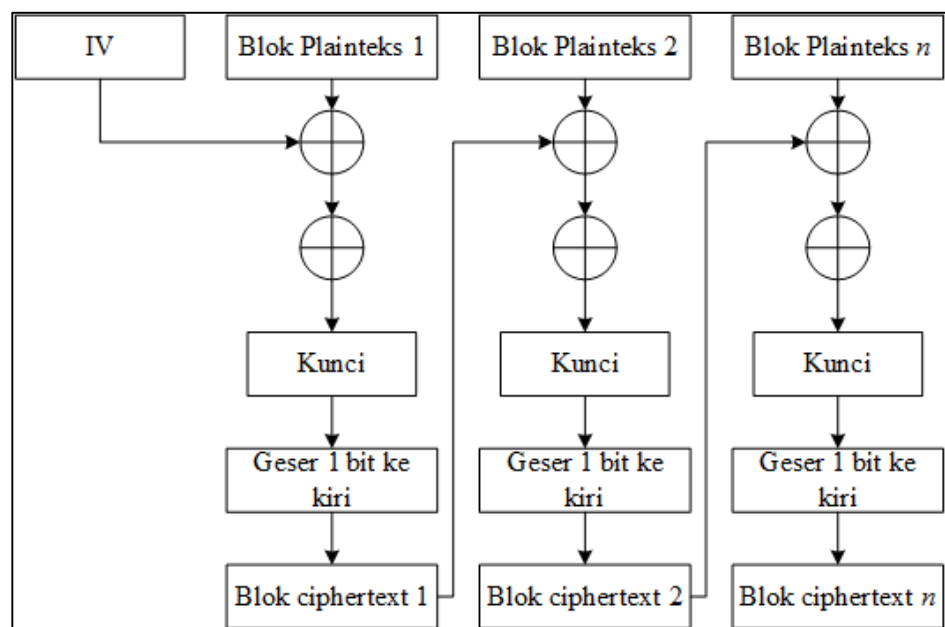 IV
Blok Plainteks 1
Blok Plainteks 2
Blok Plainteks n
Kunci
Kunci
Kunci
Geser 1 bit ke
kiri
Geser 1 bit ke
kiri
Geser 1 bit ke
kiri
Blok ciphertext 1
Blok ciphertext 2
Blok ciphertext n